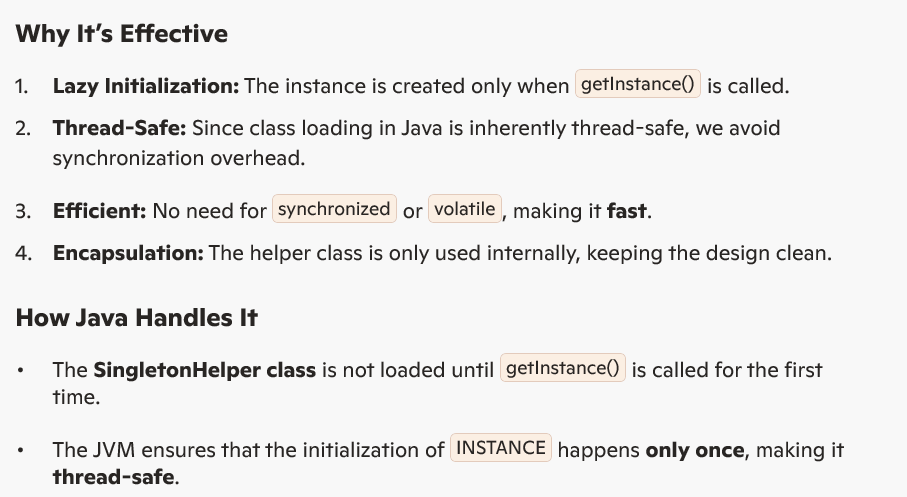 Why It's Effective
1. Lazy Initialization: The instance is created only when getInstance() is called.
2. Thread-Safe: Since class loading in Java is inherently thread-safe, we avoid
synchronization overhead.
3. Efficient: No need for synchronized or volatile, making it fast.
4. Encapsulation: The helper class is only used internally, keeping the design clean.
How Java Handles It
• The SingletonHelper class is not loaded until getInstance() is called for the first
time.
• The JVM ensures that the initialization of INSTANCE happens only once, making it
thread-safe.